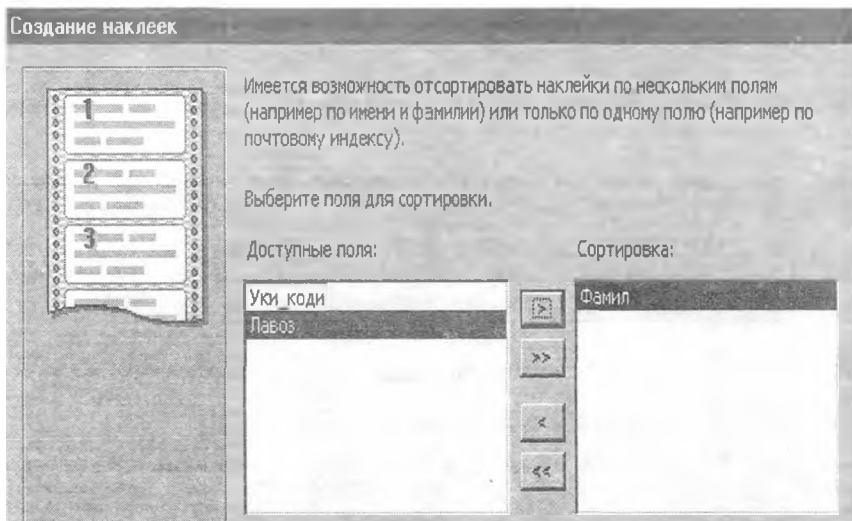 Создание наклеек
1
2
3
Имеется возможность отсортировать наклейки по нескольким полям
(например по имени и фамилии) или только по одному полю (например по
почтовому индексу).
Выберите поля для сортировки.
Доступные поля:
Сортировка:
Уки_коди
Лавоз
Фамил
>
>>
<
<<